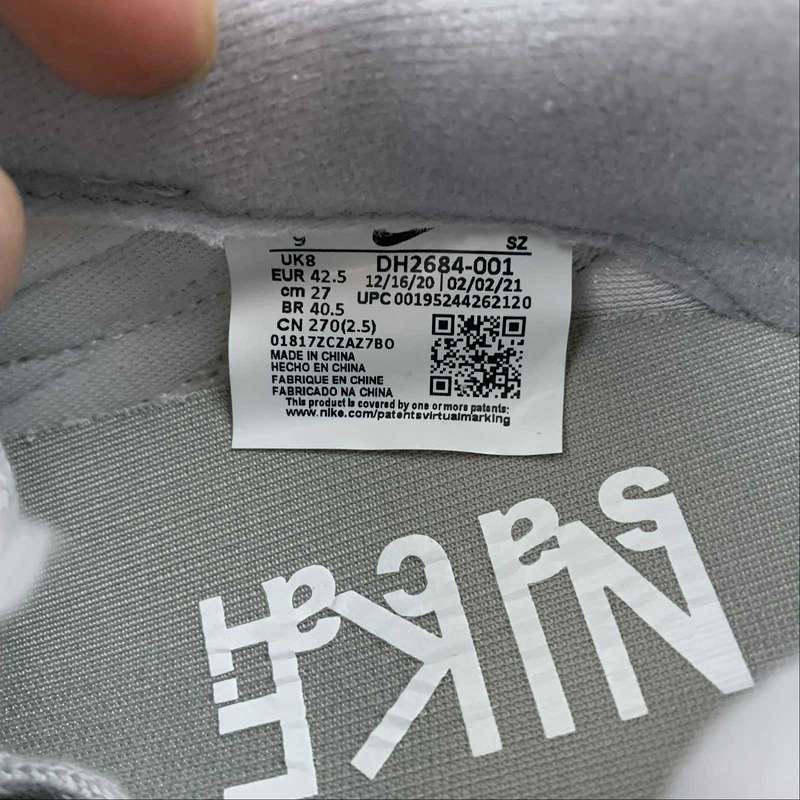 9 SZ
UK8 DH2684-001
EUR 42.5 12/16/20 | 02/02/21
cm 27 UPC 00195244262120
BR 40.5
CN 270(2.5)
01817ZCZAZ7B0
MADE IN CHINA
HECHO EN CHINA
FABRIQUE EN CHINE
FABRICADO NA CHINA
This product is covered by one or more patents:
www.nike.com/patentsvirtualmarking
NIKE
sacai